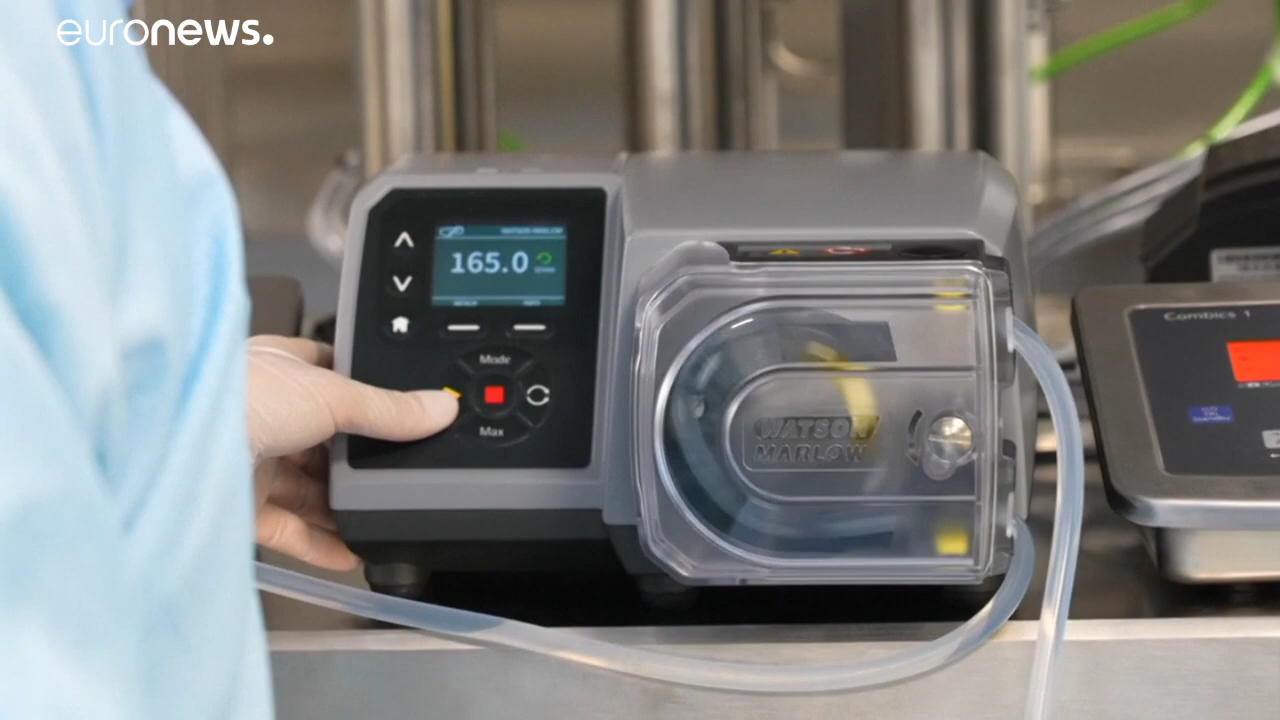 euronews.
WATSON-MARLOW
165.0
Mode
Max
WATSON
MARLOW
Combics 1